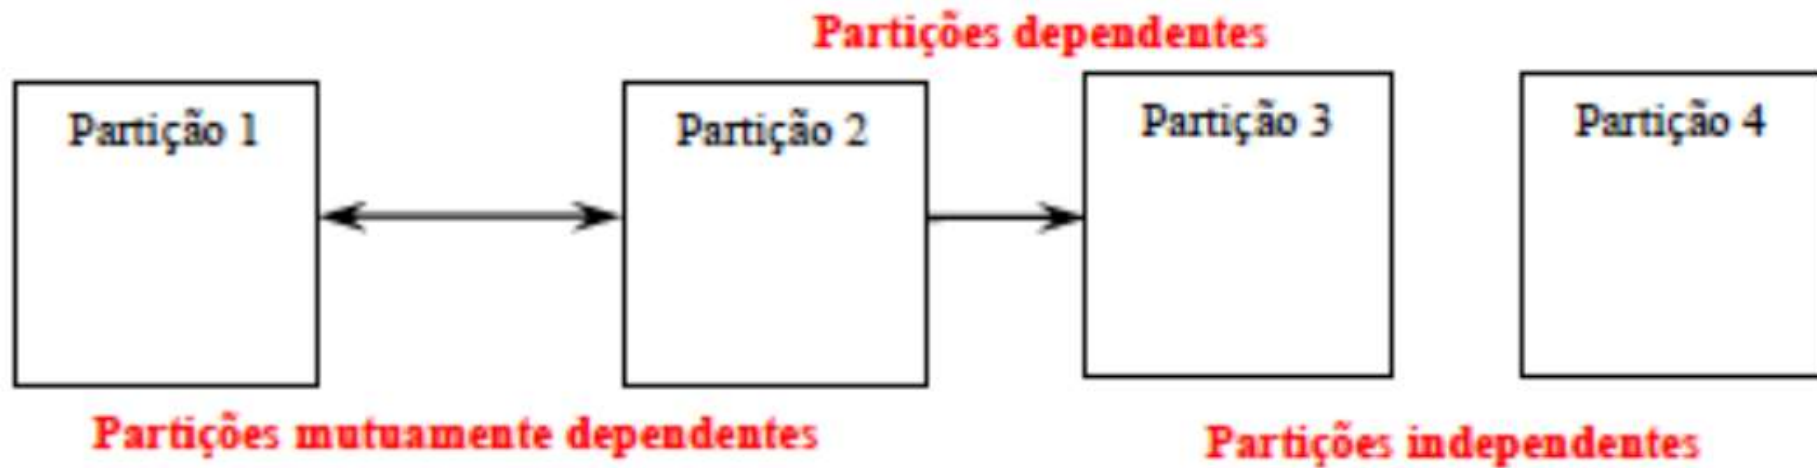 Partições dependentes
Partição 1
Partição 2
Partição 3
Partição 4
Partições mutuamente dependentes
Partições independentes